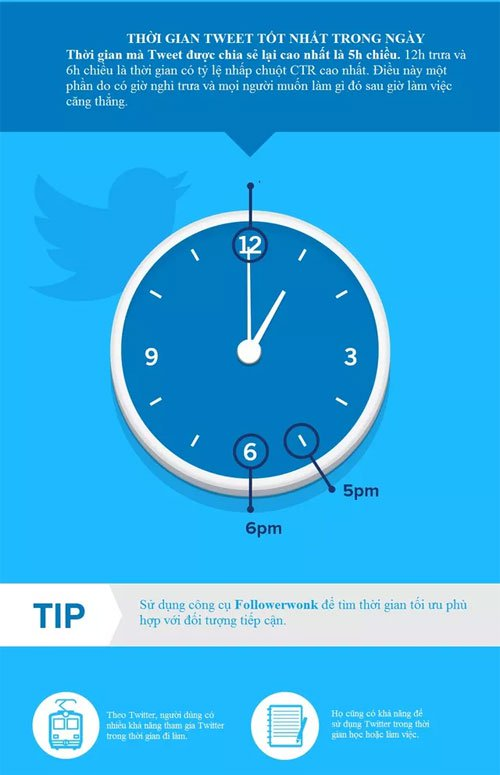 THỜI GIAN TWEET TỐT NHẤT TRONG NGÀY
Thời gian mà Tweet được chia sẻ lại cao nhất là 5h chiều. 12h trưa và
6h chiều là thời gian có tỷ lệ nhấp chuột CTR cao nhất. Điều này một
phần do có giờ nghỉ trưa và mọi người muốn làm gì đó sau giờ làm việc
căng thẳng.
12
9
3
6
5pm
6pm
TIP
Sử dụng công cụ Followerwonk để tìm thời gian tối ưu phù
hợp với đối tượng tiếp cận.
Theo Twitter, người dùng có
nhiều khả năng tham gia Twitter
trong thời gian đi làm.
Họ cũng có khả năng để
sử dụng Twitter trong thời
gian học hoặc làm việc.